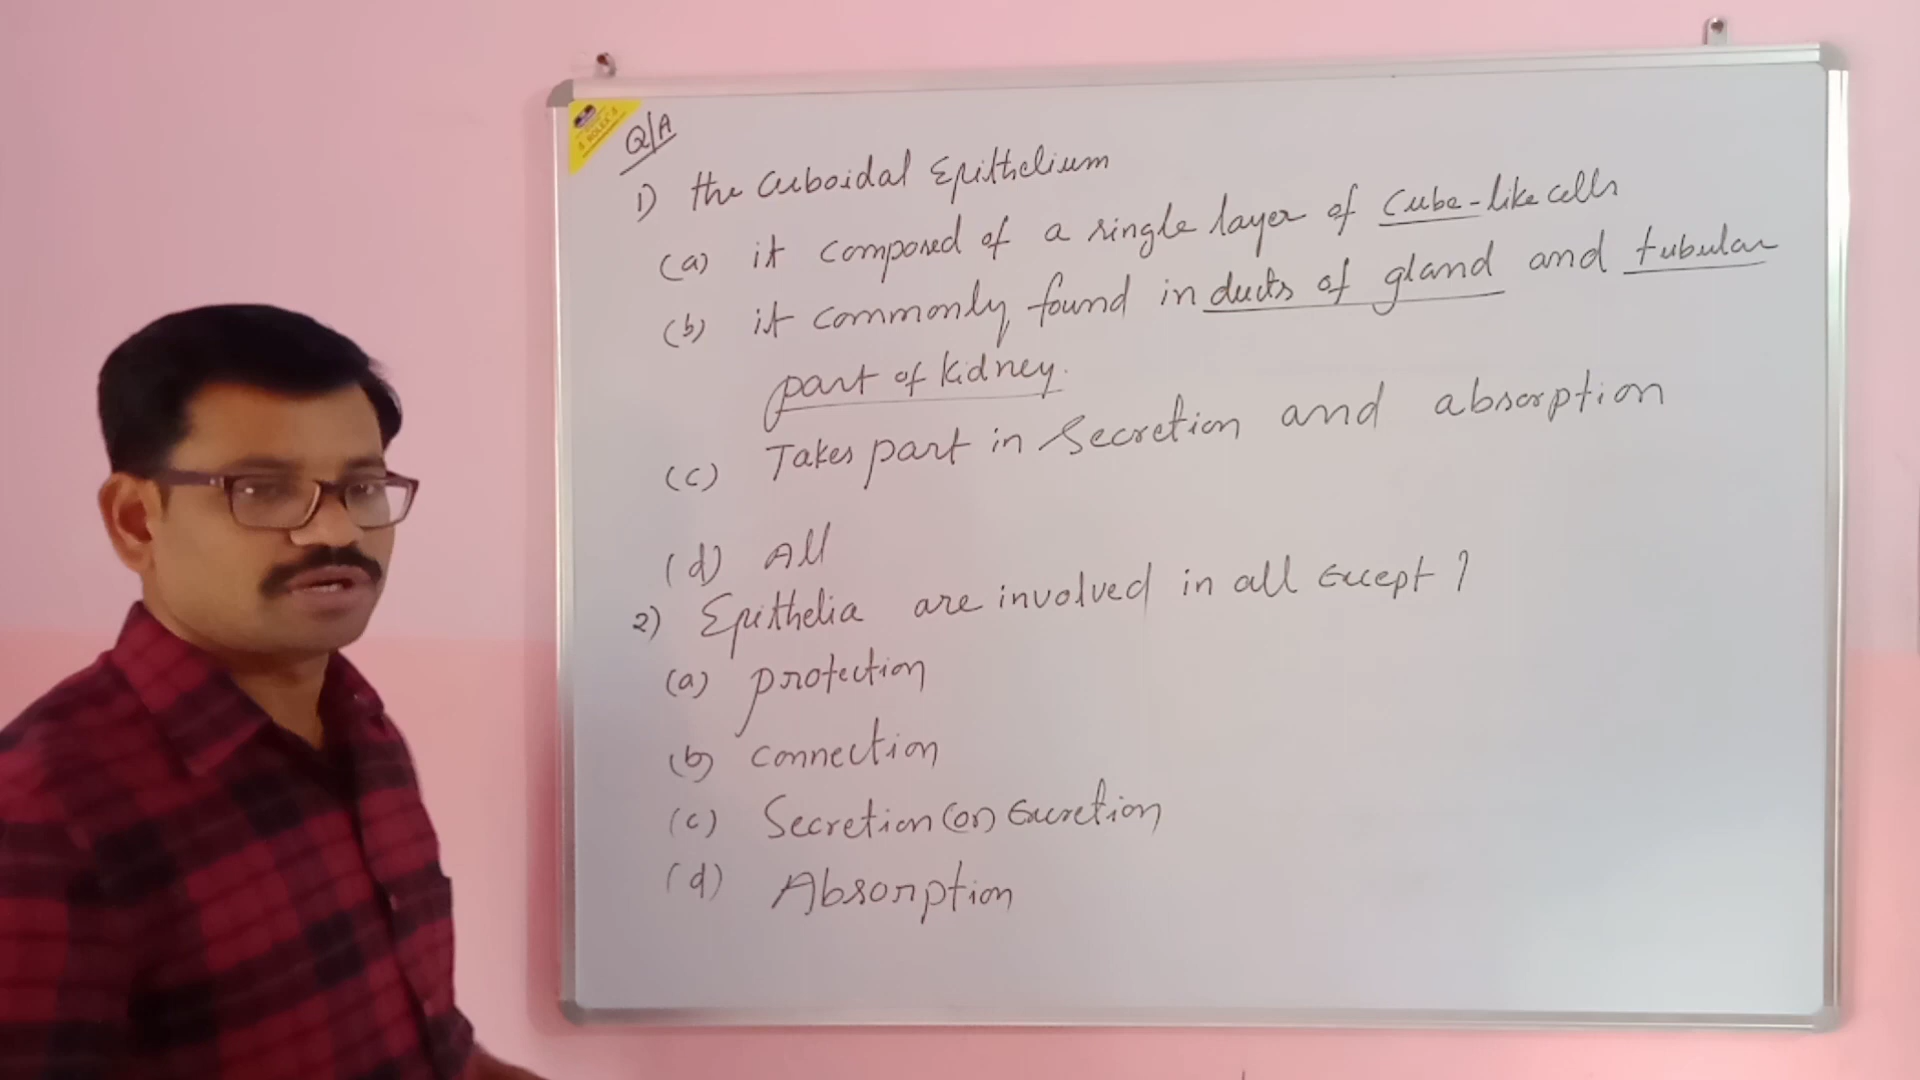 ROLEX
Q/A
1) the Cuboidal Epithelium
(a) it composed of a single layer of cube-like cells
(b) it commonly found in ducts of gland and tubular
part of kidney.
(c) Takes part in Secretion and absorption
(d) All
2) Epithelia are involved in all except ?
(a) protection
(b) connection
(c) Secretion (or) Excretion
(d) Absorption